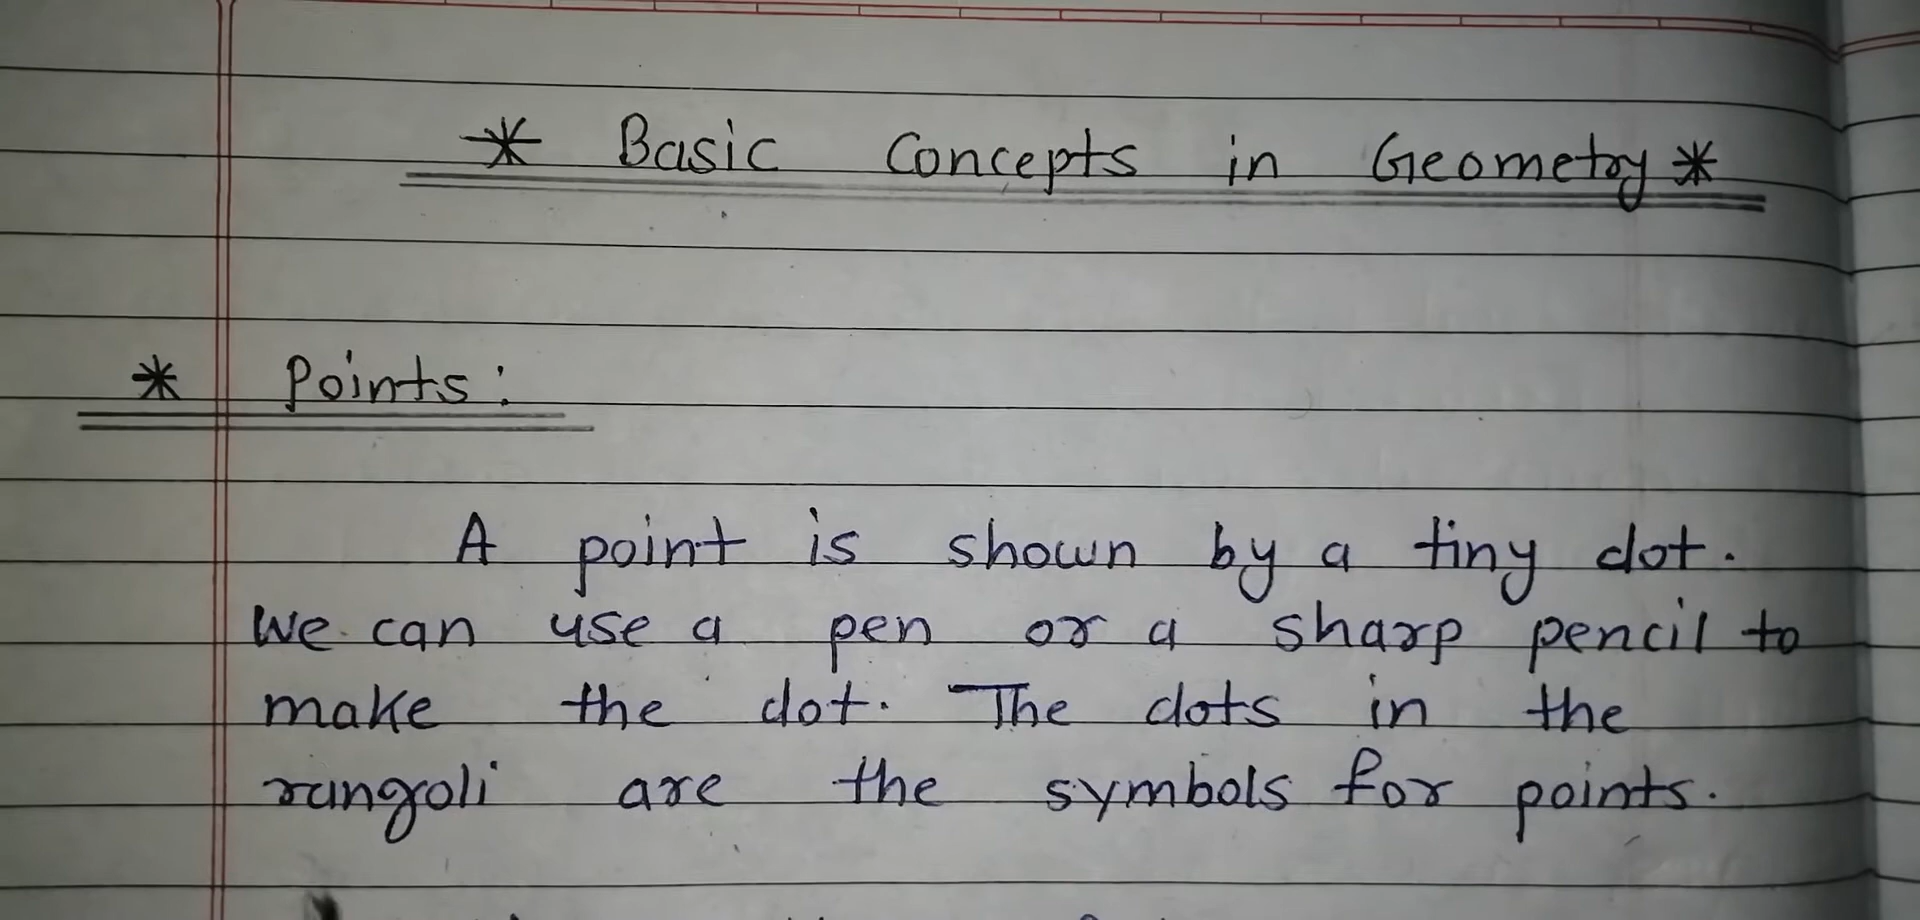 * Basic Concepts in Geometry *
* Points:
A point is shown by a tiny dot.
We can use a pen or a sharp pencil to
make the dot. The dots in the
rangoli are the symbols for points.